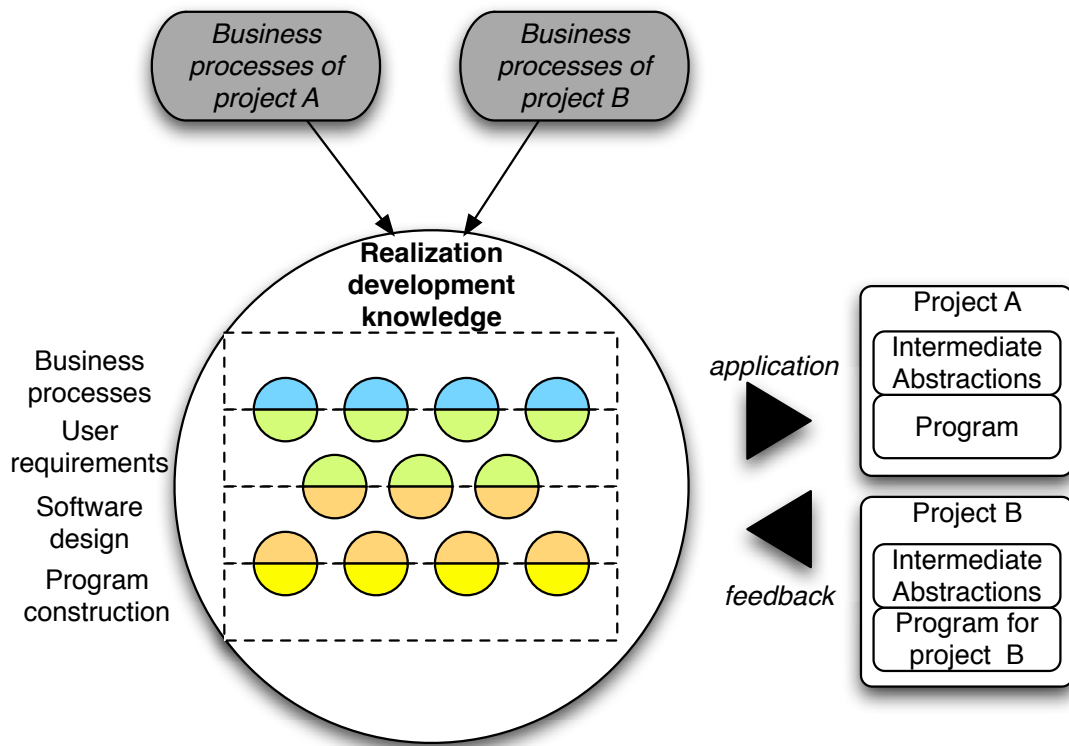 Business
processes of
project A
Business
processes of
project B
Realization
development
knowledge
Business
processes
User
requirements
Software
design
Program
construction
application
feedback
Project A
Intermediate
Abstractions
Program
Project B
Intermediate
Abstractions
Program for
project B